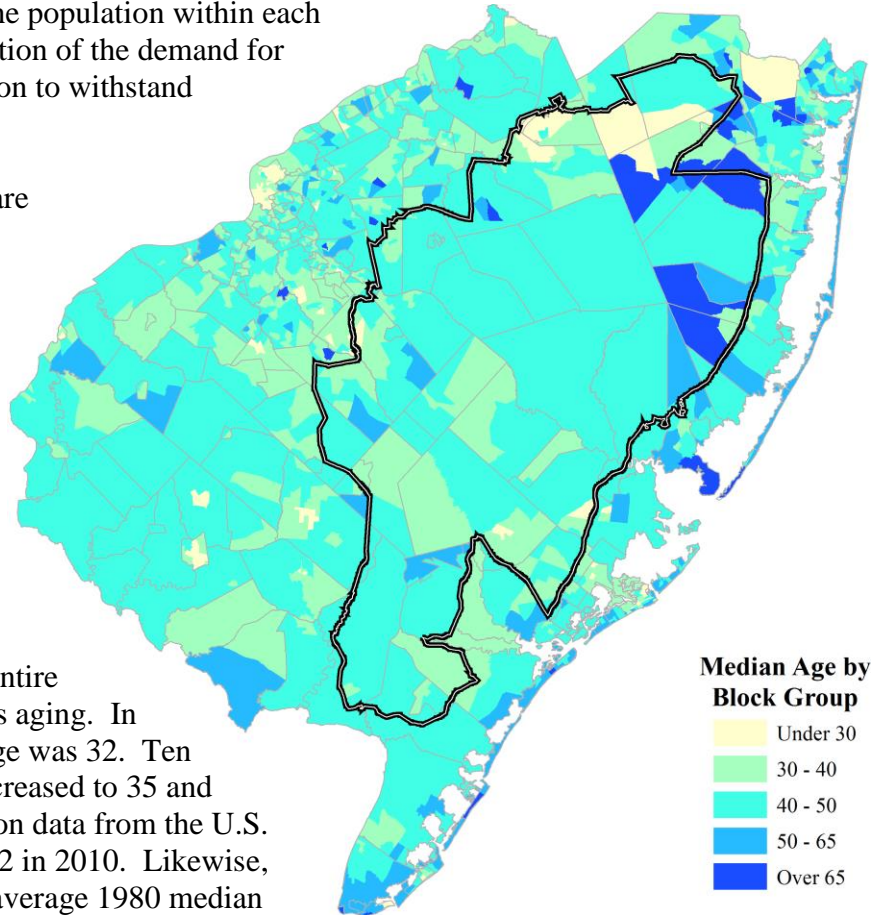 ne population within each
tion of the demand for
on to withstand
are
ntire
s aging. In
ge was 32. Ten
creased to 35 and
on data from the U.S.
2 in 2010. Likewise,
average 1980 median
Median Age by
Block Group
Under 30
30 - 40
40 - 50
50 - 65
Over 65